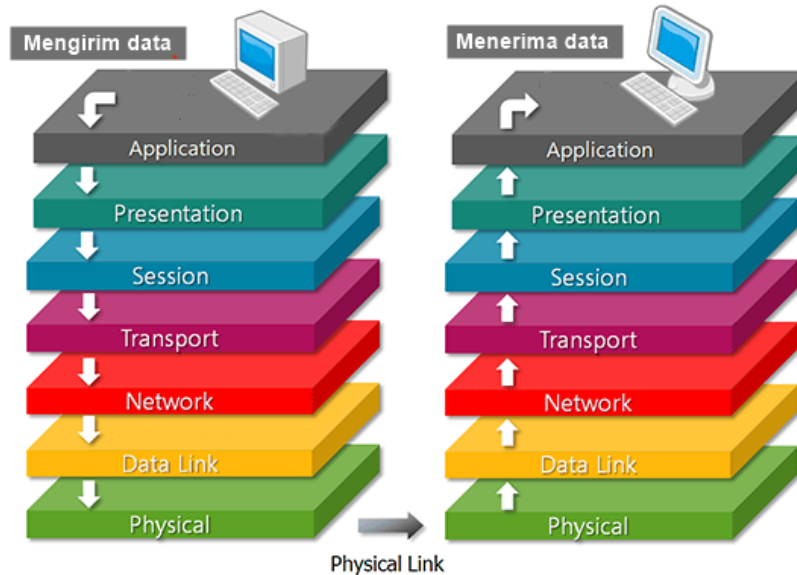 Mengirim data
Application
Presentation
Session
Transport
Network
Data Link
Physical
Menerima data
Application
Presentation
Session
Transport
Network
Data Link
Physical
Physical Link